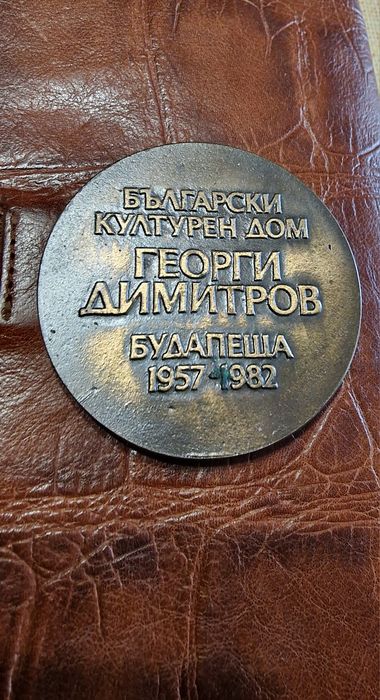 БЪЛГАРСКИ
КУЛТУРЕН ДОМ
ГЕОРГИ
ДИМИТРОВ
БУДАПЕЩА
1957-1982